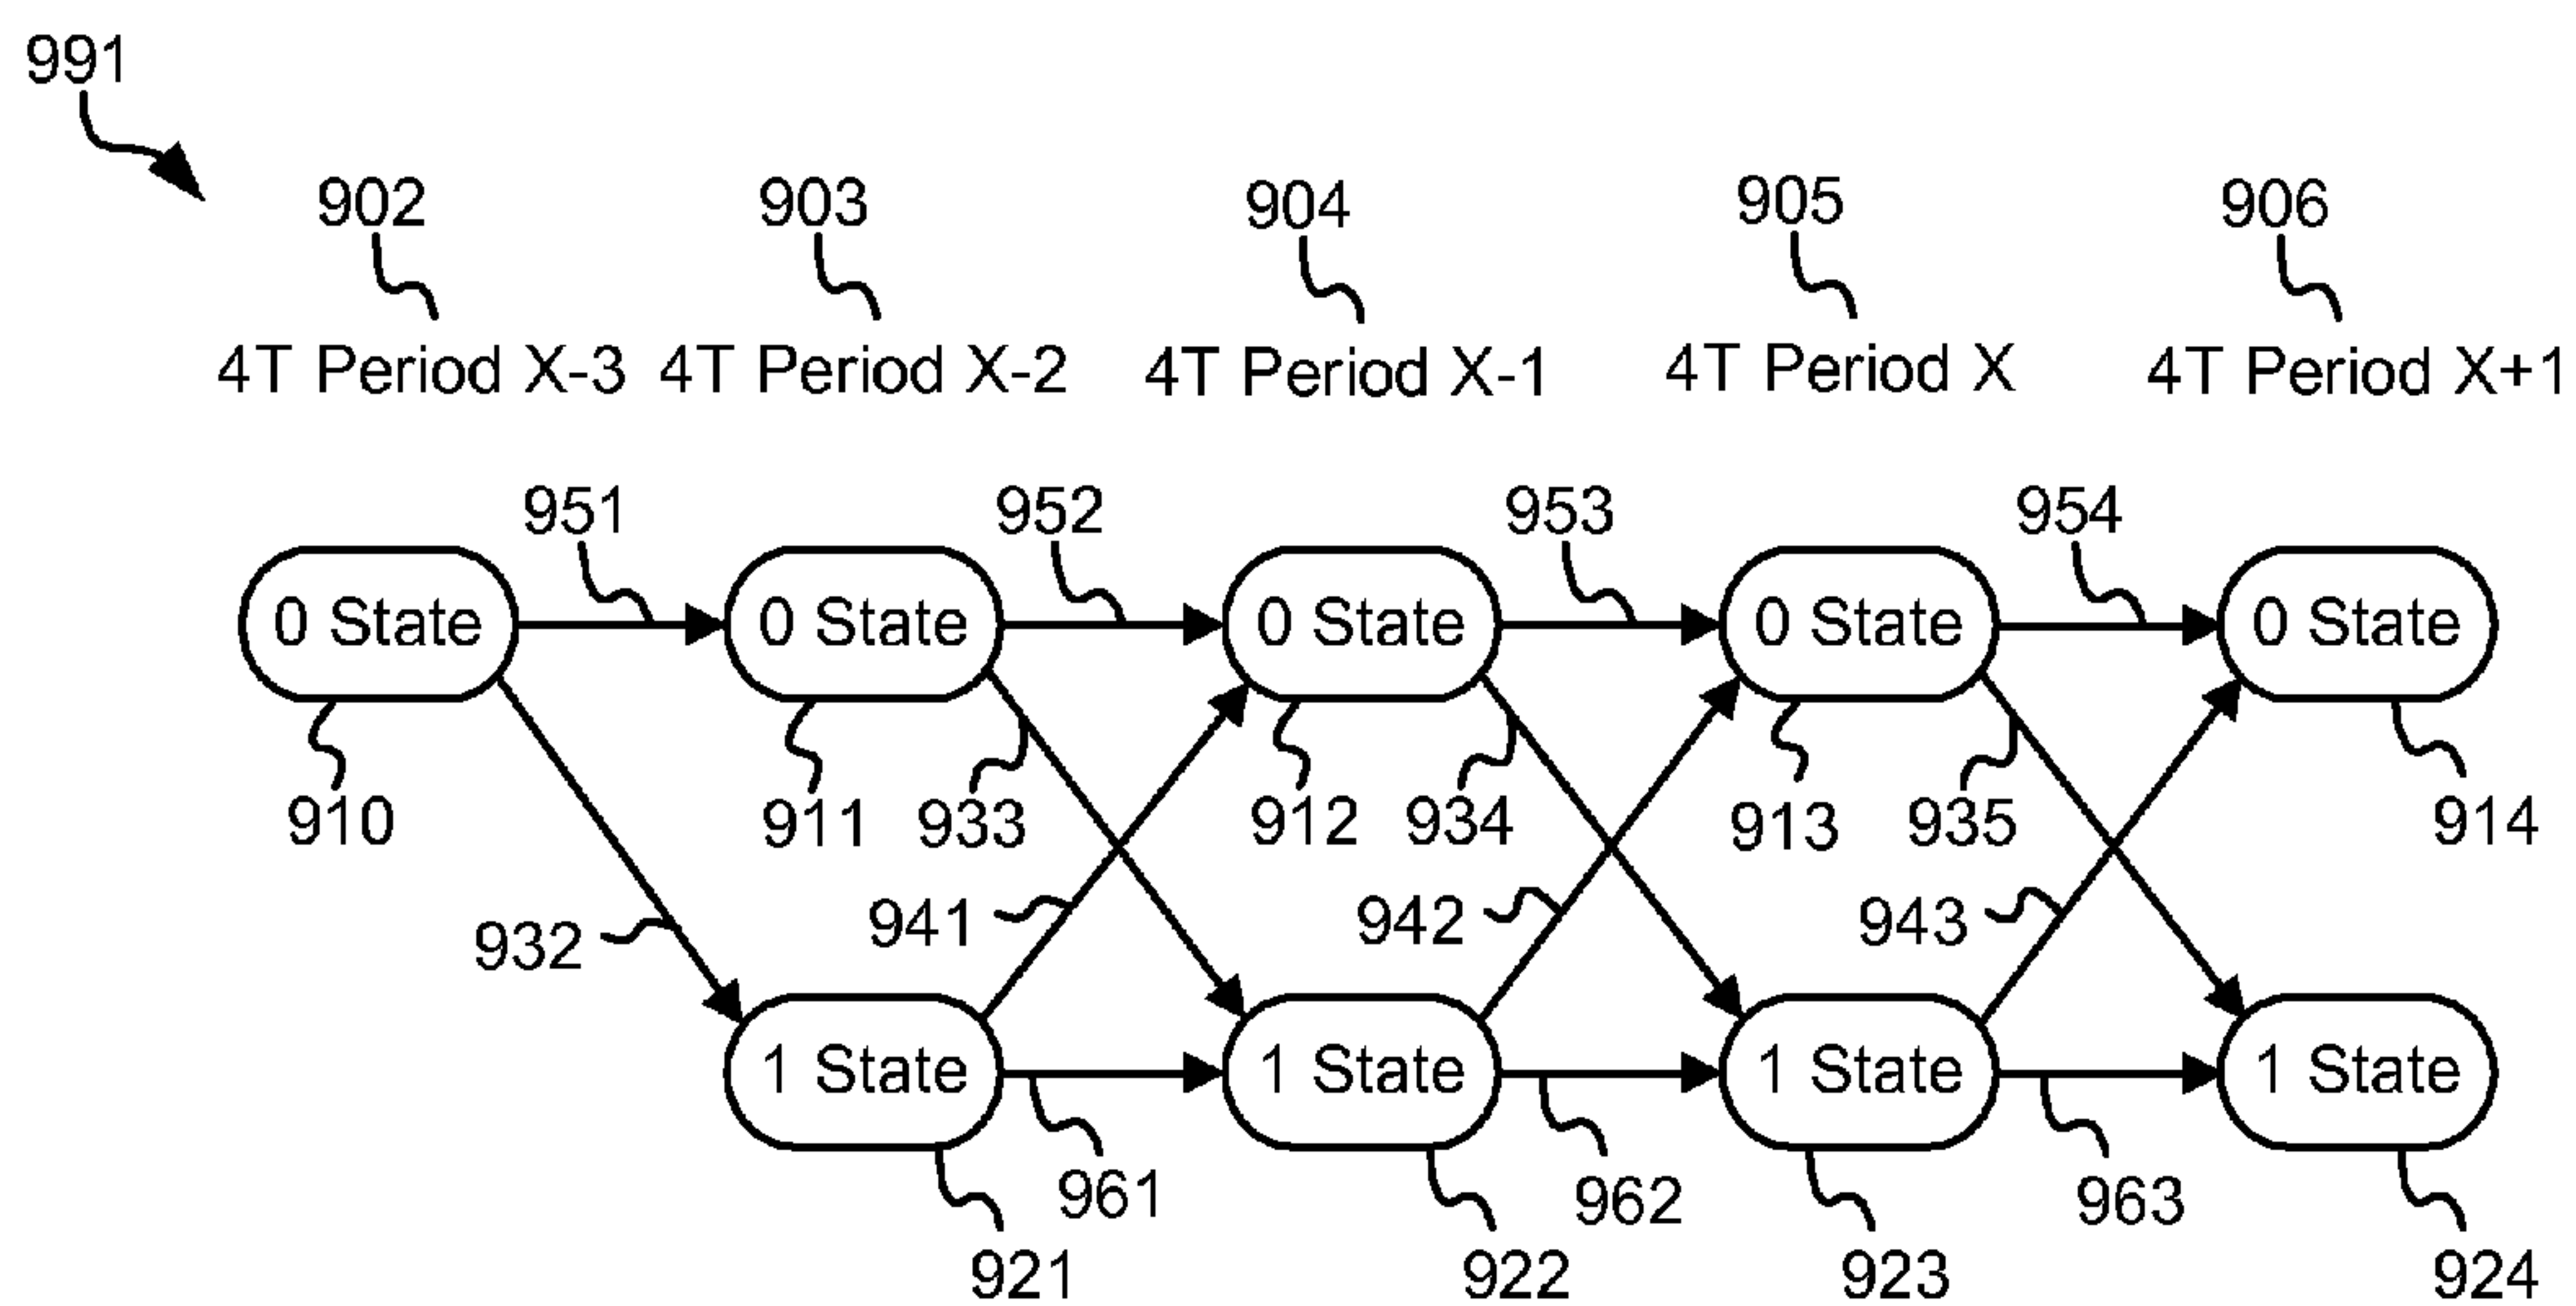 991
902 903 904 905 906
4T Period X-3 4T Period X-2 4T Period X-1 4T Period X 4T Period X+1
951 952 953 954
0 State 0 State 0 State 0 State 0 State
910 911 933 912 934 913 935 914
932 941 942 943
1 State 1 State 1 State 1 State
961 962 963
921 922 923 924